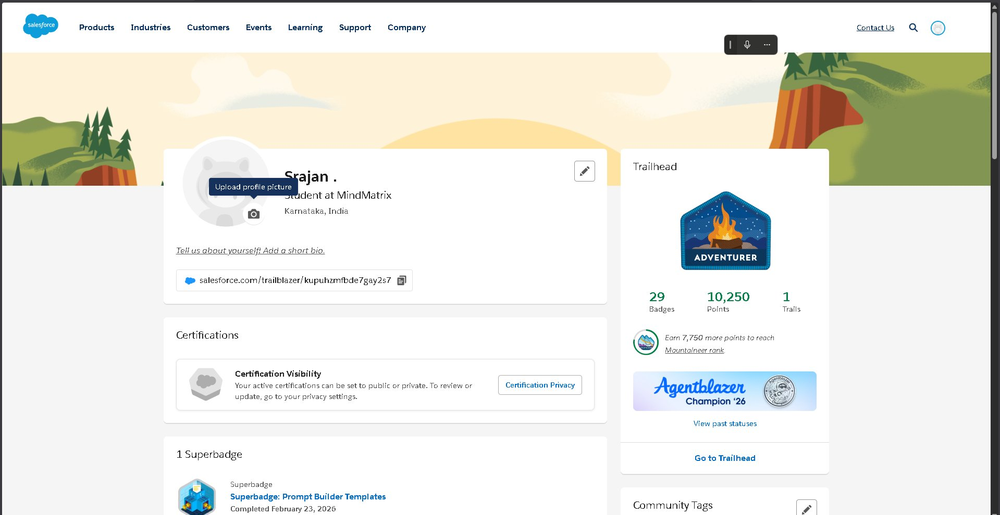 salesforce
Products
Industries
Customers
Events
Learning
Support
Company
Contact Us
Srajan .
Upload profile picture
Student at MindMatrix
Karnataka, India
Tell us about yourself! Add a short bio.
salesforce.com/trailblazer/kupuhzmfbde7gay2s7
Certifications
Certification Visibility
Your active certifications can be set to public or private. To review or
update, go to your privacy settings.
Certification Privacy
1 Superbadge
Superbadge
Superbadge: Prompt Builder Templates
Completed February 23, 2026
Trailhead
ADVENTURER
29
Badges
10,250
Points
1
Trails
Earn 7,750 more points to reach
Mountaineer rank.
Agentblazer
Champion ‘26
Agentblazer
Champion
View past statuses
Go to Trailhead
Community Tags